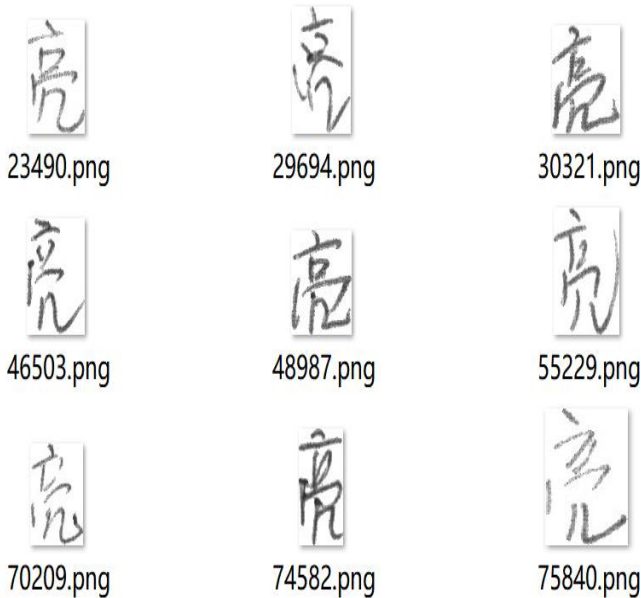 亮 亮 亮
23490.png 29694.png 30321.png
亮 亮 亮
46503.png 48987.png 55229.png
亮 亮 亮
70209.png 74582.png 75840.png